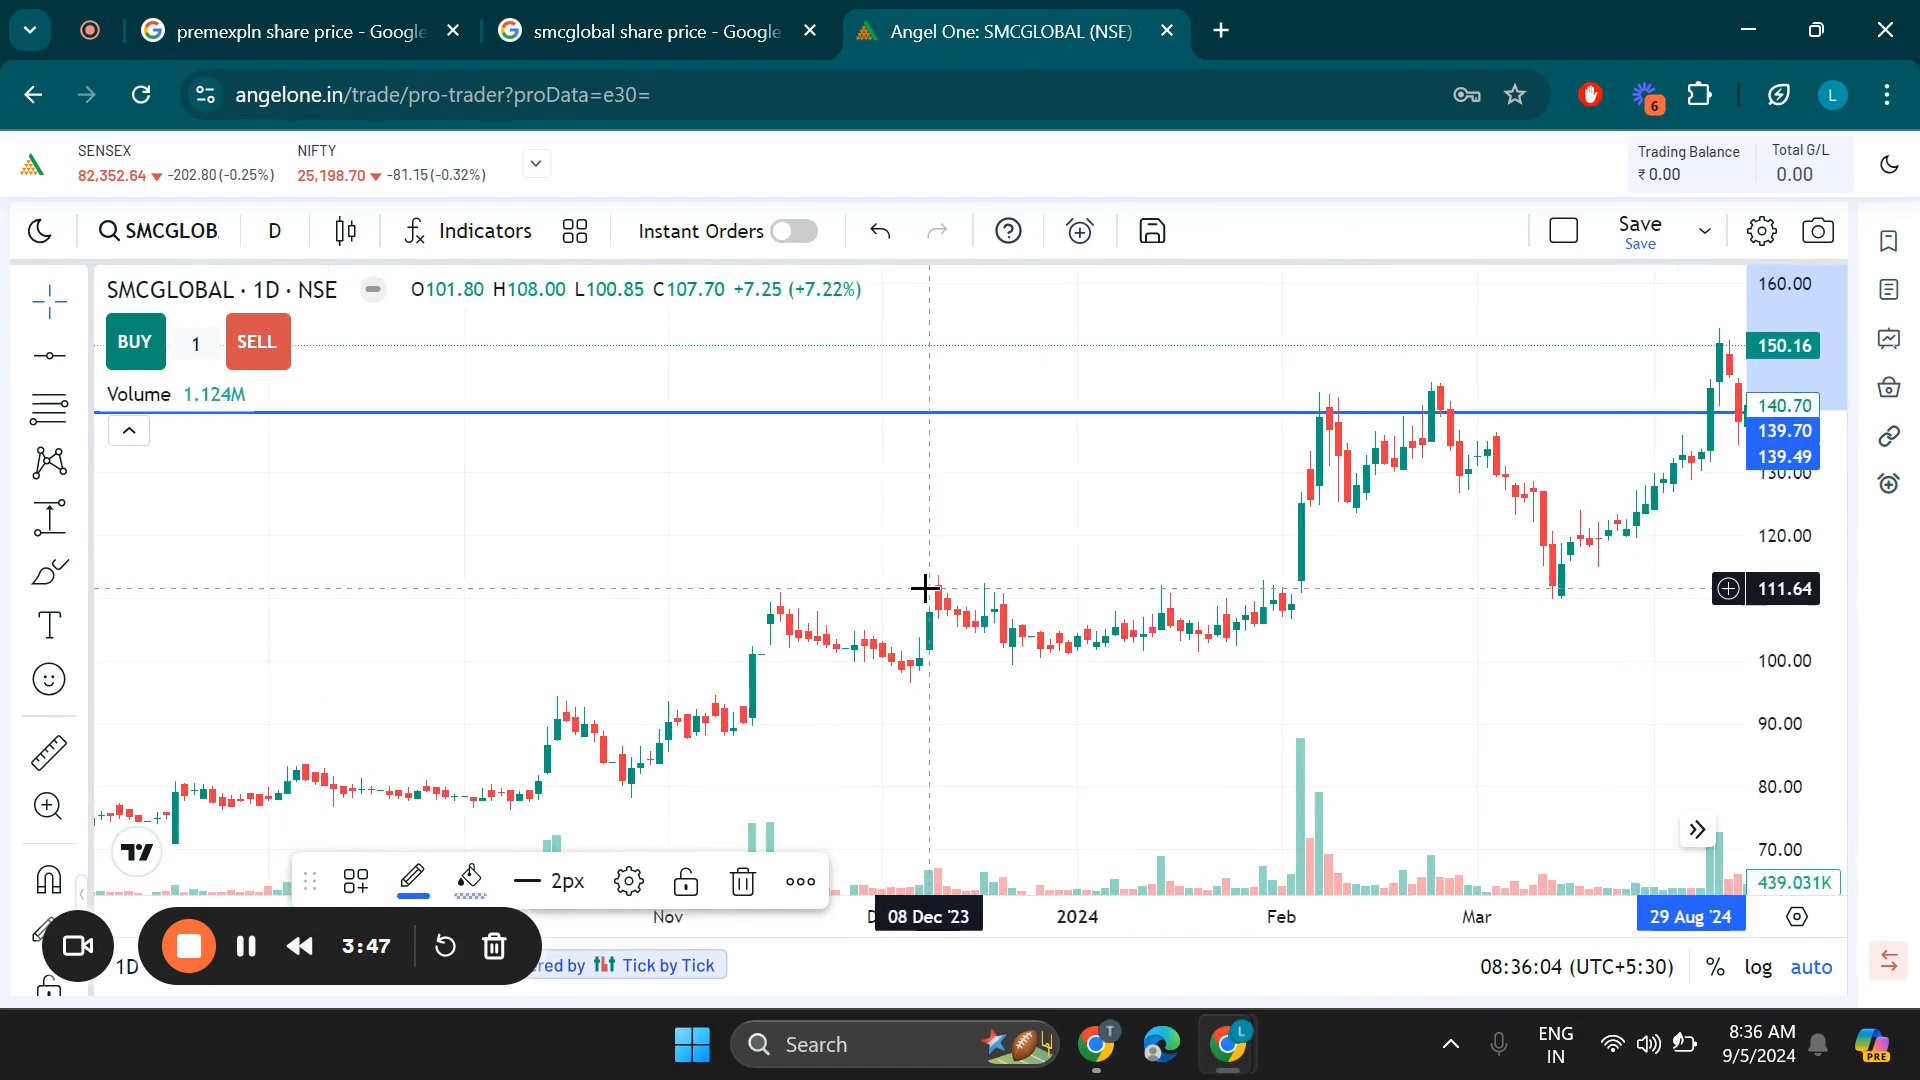 premexpln share price - Google
smcglobal share price - Google
Angel One: SMCGLOBAL (NSE)
angelone.in/trade/pro-trader?proData=e30=
6
L
SENSEX
82,352.64 ▼ -202.80 (-0.25%)
NIFTY
25,198.70 ▼ -81.15 (-0.32%)
Trading Balance
₹ 0.00
Total G/L
0.00
SMCGLOB
D
Indicators
Instant Orders
Save
Save
SMCGLOBAL · 1D · NSE
O101.80 H108.00 L100.85 C107.70 +7.25 (+7.22%)
BUY
1
SELL
Volume 1.124M
160.00
150.16
140.70
139.70
139.49
130.00
120.00
111.64
100.00
90.00
80.00
70.00
439.031K
2px
Nov
08 Dec '23
2024
Feb
Mar
29 Aug '24
3:47
1D
ered by Tick by Tick
08:36:04 (UTC+5:30)
%
log
auto
Search
T
L
ENG
IN
8:36 AM
9/5/2024
PRE